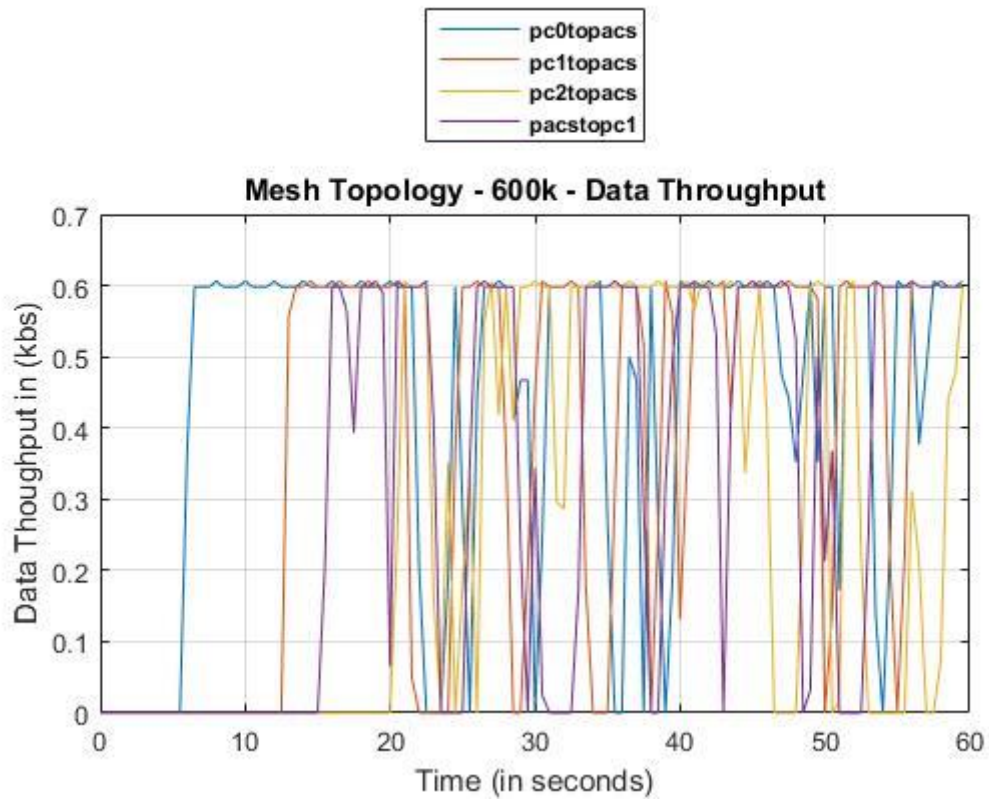 pc0topacs
pc1topacs
pc2topacs
pacstopc1
Mesh Topology - 600k - Data Throughput
0.7
0.6
0.5
0.4
0.3
0.2
0.1
0
Data Thoughput in (kbs)
0 10 20 30 40 50 60
Time (in seconds)